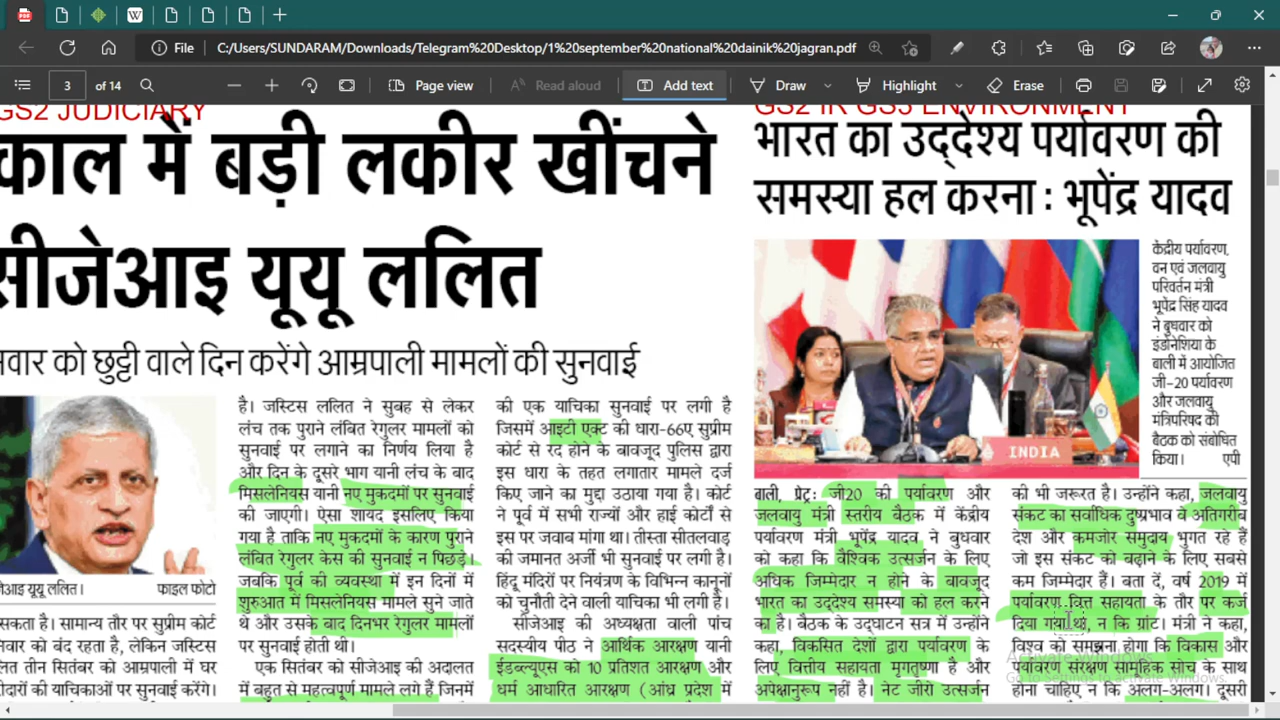 File
C:/Users/SUNDARAM/Downloads/Telegram%20Desktop/1%20september%20national%20dainik%20jagran.pdf
3 of 14
Page view
Read aloud
Add text
Draw
Highlight
Erase
GS2 JUDICIARY
काल में बड़ी लकीर खींचने
सीजेआइ यूयू ललित
वार को छुट्टी वाले दिन करेंगे आम्रपाली मामलों की सुनवाई
जेआइ यूयू ललित। फाइल फोटो
सकता है। सामान्य तौर पर सुप्रीम कोर्ट
वार को बंद रहता है, लेकिन जस्टिस
लित तीन सितंबर को आम्रपाली में घर
दारों की याचिकाओं पर सुनवाई करेंगे।
है। जस्टिस ललित ने सुबह से लेकर
लंच तक पुराने लंबित रेगुलर मामलों को
सुनवाई पर लगाने का निर्णय लिया है
और दिन के दूसरे भाग यानी लंच के बाद
मिसलेनियस यानी नए मुकदमों पर सुनवाई
की जाएगी। ऐसा शायद इसलिए किया
गया है ताकि नए मुकदमों के कारण पुराने
लंबित रेगुलर केस की सुनवाई न पिछड़े।
जबकि पूर्व की व्यवस्था में इन दिनों में
शुरुआत में मिसलेनियस मामले सुने जाते
थे और उसके बाद दिनभर रेगुलर मामलों
पर सुनवाई होती थी।
एक सितंबर को सीजेआइ की अदालत
में बहुत से महत्वपूर्ण मामले लगे हैं जिनमें
की एक याचिका सुनवाई पर लगी है
जिसमें आइटी एक्ट की धारा-66ए सुप्रीम
कोर्ट से रद होने के बावजूद पुलिस द्वारा
इस धारा के तहत लगातार मामले दर्ज
किए जाने का मुद्दा उठाया गया है। कोर्ट
ने पूर्व में सभी राज्यों और हाई कोर्टों से
इस पर जवाब मांगा था। तीस्ता सीतलवाड़
की जमानत अर्जी भी सुनवाई पर लगी है।
हिंदू मंदिरों पर नियंत्रण के विभिन्न कानूनों
को चुनौती देने वाली याचिका भी लगी है।
सीजेआइ की अध्यक्षता वाली पांच
सदस्यीय पीठ ने आर्थिक आरक्षण यानी
ईडब्ल्यूएस को 10 प्रतिशत आरक्षण और
धर्म आधारित आरक्षण (आंध्र प्रदेश में
GS2 IR GS3 ENVIRONMENT
भारत का उद्देश्य पर्यावरण की
समस्या हल करना : भूपेंद्र यादव
INDIA
केंद्रीय पर्यावरण,
वन एवं जलवायु
परिवर्तन मंत्री
भूपेंद्र सिंह यादव
ने बुधवार को
इंडोनेशिया के
बाली में आयोजित
जी-20 पर्यावरण
और जलवायु
मंत्रिपरिषद की
बैठक को संबोधित
किया। एपी
बाली, प्रेट्र: जी20 की पर्यावरण और
जलवायु मंत्री स्तरीय बैठक में केंद्रीय
पर्यावरण मंत्री भूपेंद्र यादव ने बुधवार
को कहा कि वैश्विक उत्सर्जन के लिए
अधिक जिम्मेदार न होने के बावजूद
भारत का उद्देश्य समस्या को हल करने
का है। बैठक के उद्घाटन सत्र में उन्होंने
कहा, विकसित देशों द्वारा पर्यावरण के
लिए वित्तीय सहायता मृगतृष्णा है और
अपेक्षानुरूप नहीं है। नेट जीरो उत्सर्जन
की भी जरूरत है। उन्होंने कहा, जलवायु
संकट का सर्वाधिक दुष्प्रभाव वे अतिगरीब
देश और कमजोर समुदाय भुगत रहे हैं
जो इस संकट को बढ़ाने के लिए सबसे
कम जिम्मेदार हैं। बता दें, वर्ष 2019 में
पर्यावरण वित्त सहायता के तौर पर कर्ज
दिया गया था, न कि ग्रांट। मंत्री ने कहा,
विश्व को समझना होगा कि विकास और
पर्यावरण संरक्षण सामूहिक सोच के साथ
होना चाहिए न कि अलग-अलग। दूसरी
Activate Windows
Go to Settings to activate Windows.